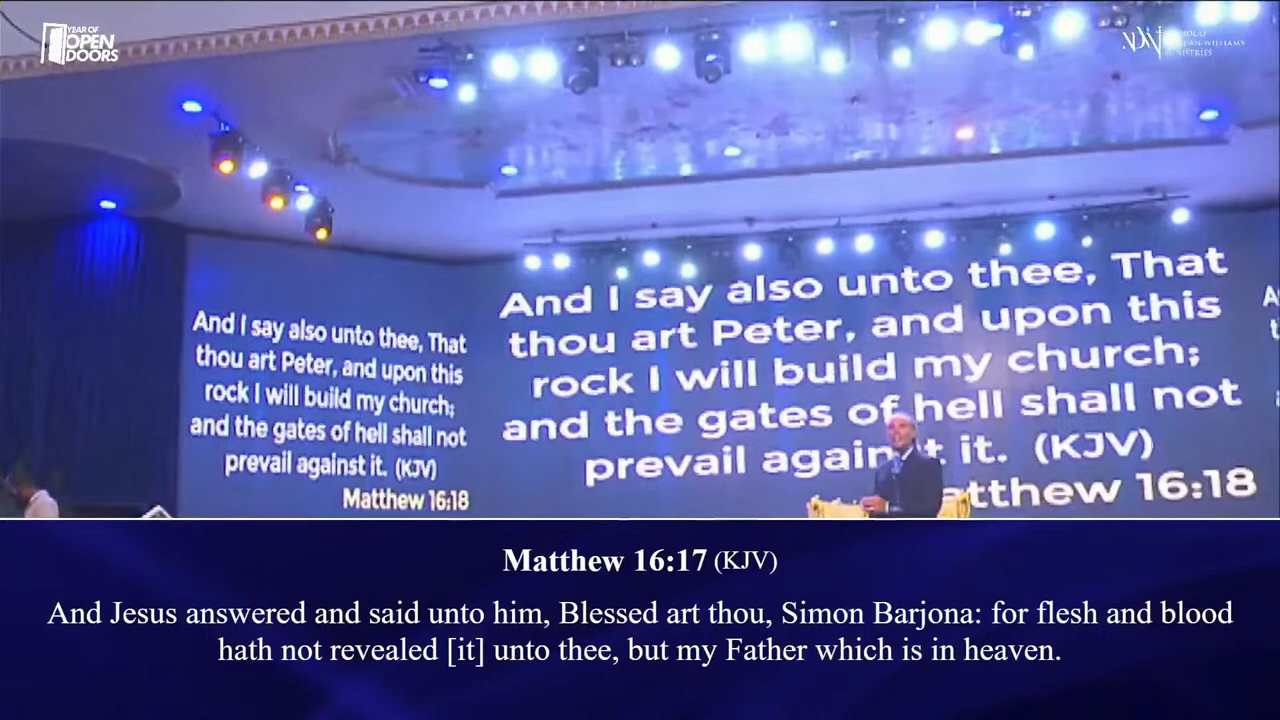 YEAR OF
OPEN
DOORS
And I say also unto thee, That
thou art Peter, and upon this
rock I will build my church;
and the gates of hell shall not
prevail against it. (KJV)
Matthew 16:18
And I say also unto thee, That
thou art Peter, and upon this
rock I will build my church;
and the gates of hell shall not
prevail against it. (KJV)
16:18
Matthew 16:17 (KJV)
And Jesus answered and said unto him, Blessed art thou, Simon Barjona: for flesh and blood
hath not revealed [it] unto thee, but my Father which is in heaven.